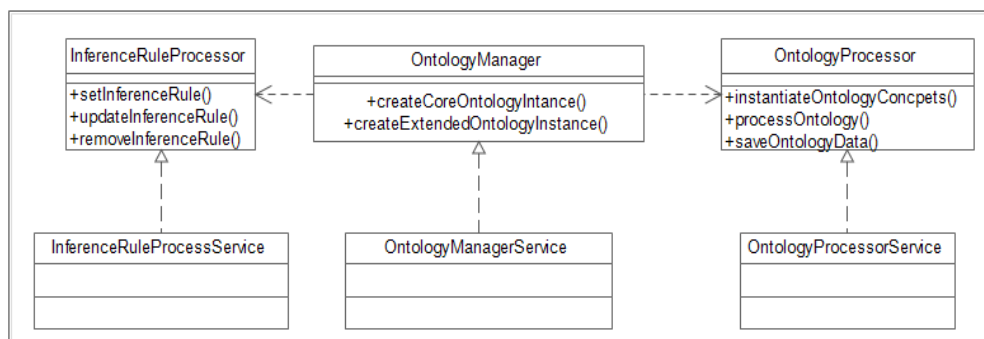 InferenceRuleProcessor
+setInferenceRule()
+updateInferenceRule()
+removeInferenceRule()
OntologyManager
+createCoreOntologyIntance()
+createExtendedOntologyInstance()
OntologyProcessor
+instantiateOntologyConcpets()
+processOntology()
+saveOntologyData()
InferenceRuleProcessService
OntologyManagerService
OntologyProcessorService